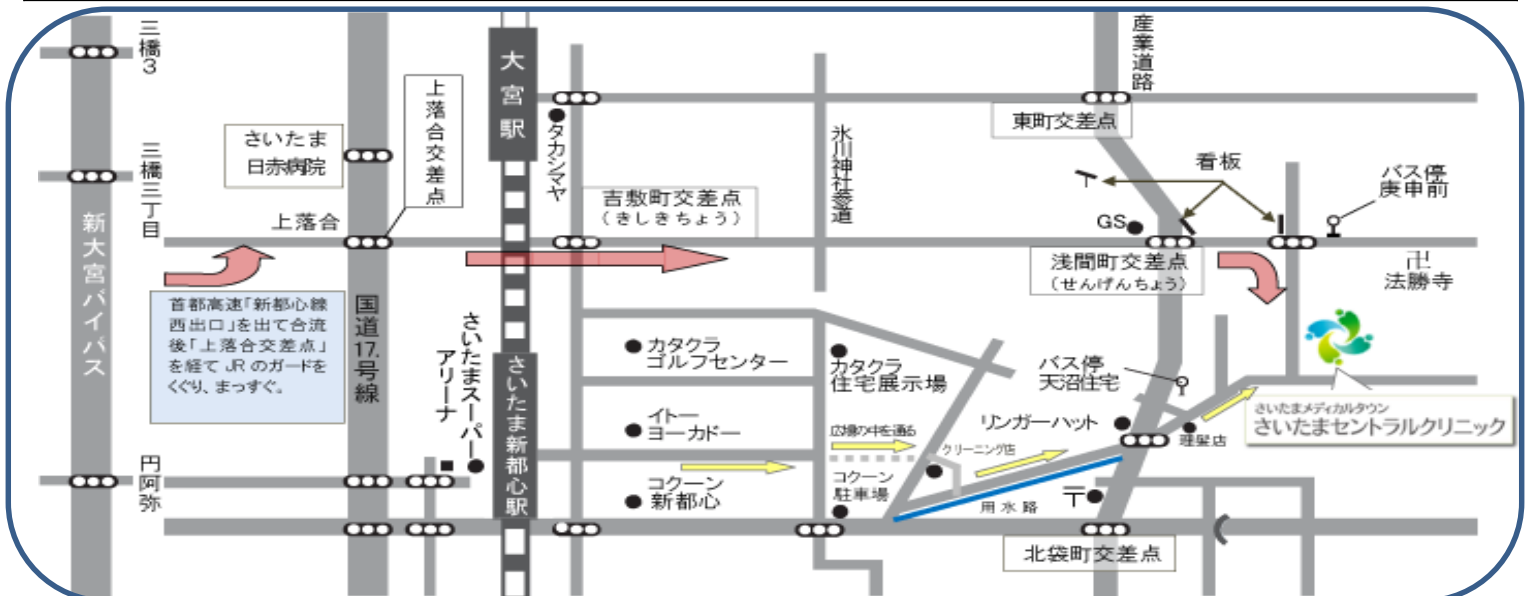 三橋3
三橋三丁目
新大宮バイパス
円阿弥
さいたま
日赤病院
上落合
首都高速「新都心線
西出口」を出て合流
後「上落合交差点」
を経て JR のガードを
くぐり、まっすぐ。
国道17.号線
上落合交差点
さいたまスーパー
アリーナ
大宮駅
さいたま新都心駅
タカシマヤ
吉敷町交差点
(きしきちょう)
カタクラ
ゴルフセンター
イトー
ヨーカドー
コクーン
新都心
氷川神社参道
カタクラ
住宅展示場
広場の中を通る
コクーン
駐車場
クリーニング店
用水路
産業道路
東町交差点
看板
GS
浅間町交差点
(せんげんちょう)
バス停
庚申前
卍
法勝寺
バス停
天沼住宅
リンガーハット
理髪店
さいたまメディカルタウン
さいたまセントラルクリニック
〒
北袋町交差点